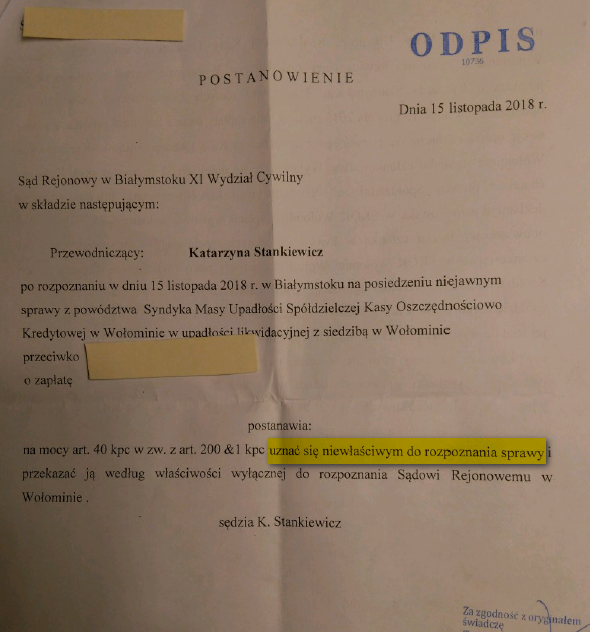 ODPIS
10736
POSTANOWIENIE
Dnia 15 listopada 2018 r.
Sąd Rejonowy w Białymstoku XI Wydział Cywilny
w składzie następującym:
Przewodniczący: Katarzyna Stankiewicz
po rozpoznaniu w dniu 15 listopada 2018 r. w Białymstoku na posiedzeniu niejawnym
sprawy z powództwa Syndyka Masy Upadłości Spółdzielczej Kasy Oszczędnościowo
Kredytowej w Wołominie w upadłości likwidacyjnej z siedzibą w Wołominie
przeciwko
o zapłatę
postanawia:
na mocy art. 40 kpc w zw. z art. 200 &1 kpc uznać się niewłaściwym do rozpoznania sprawy i
przekazać ją według właściwości wyłącznej do rozpoznania Sądowi Rejonowemu w
Wołominie .
sędzia K. Stankiewicz
Za zgodność z oryginałem
świadczę